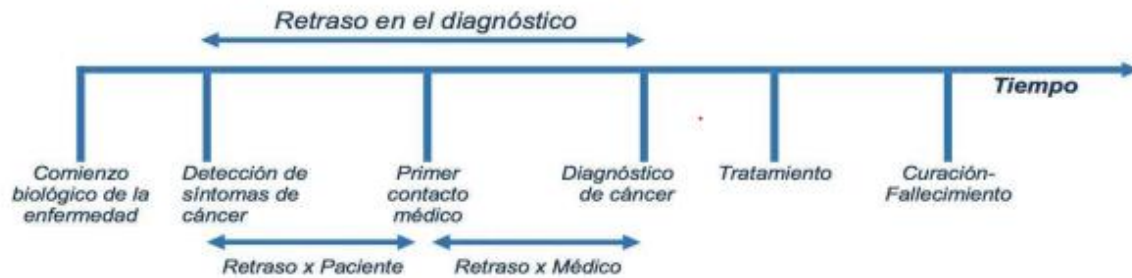 Retraso en el diagnóstico
Tiempo
Comienzo
biológico de la
enfermedad
Detección de
síntomas de
cáncer
Primer
contacto
médico
Diagnóstico
de cáncer
Tratamiento
Curación-
Fallecimiento
Retraso x Paciente
Retraso x Médico